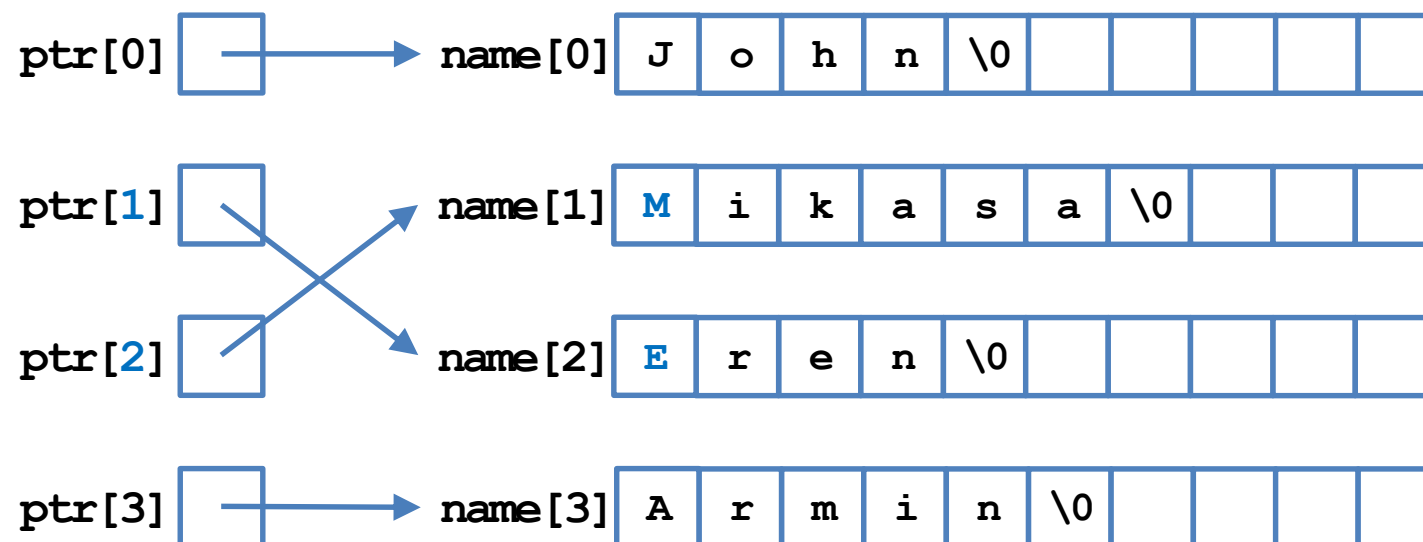 ptr[0] name[0] J o h n \0
ptr[1] name[1] M i k a s a \0
ptr[2] name[2] E r e n \0
ptr[3] name[3] A r m i n \0